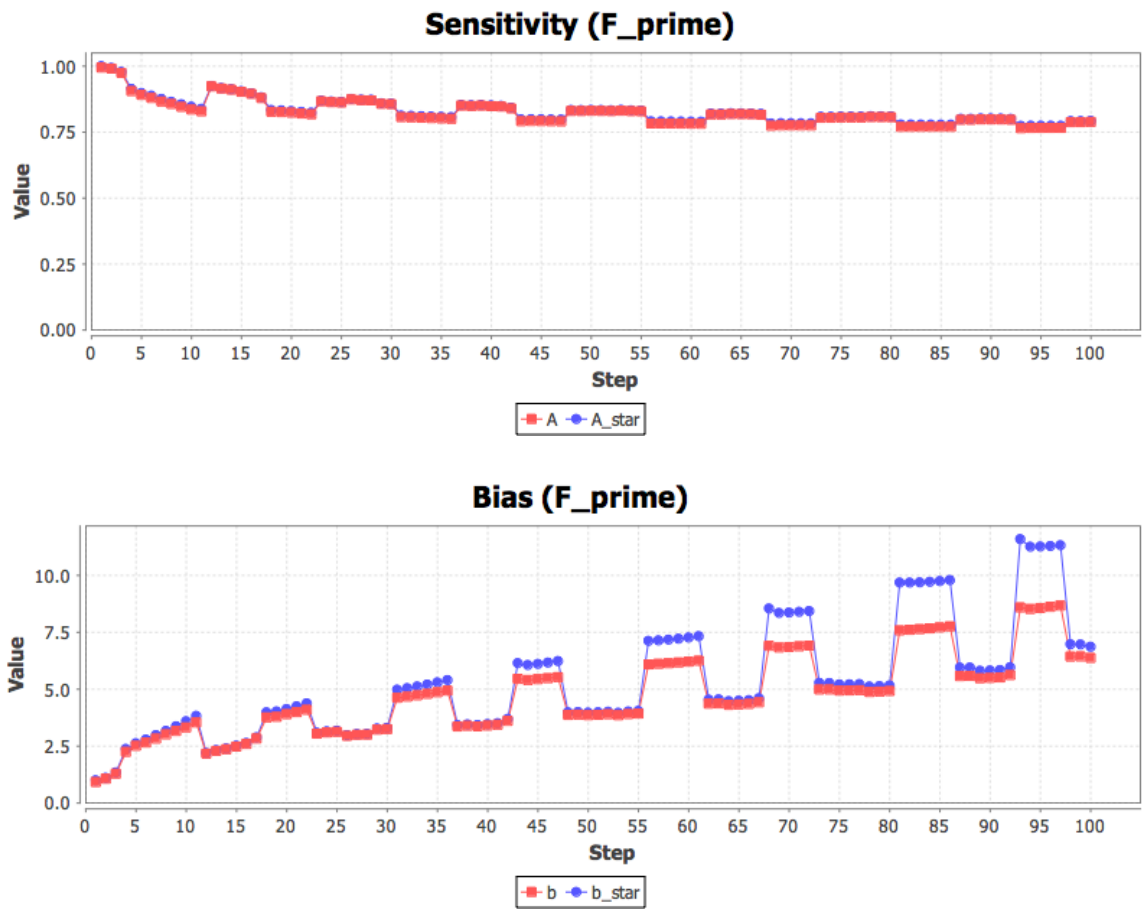 Sensitivity (F_prime)
Value
1.00
0.75
0.50
0.25
0.00
0 5 10 15 20 25 30 35 40 45 50 55 60 65 70 75 80 85 90 95 100
Step
A A_star
Bias (F_prime)
Value
10.0
7.5
5.0
2.5
0.0
0 5 10 15 20 25 30 35 40 45 50 55 60 65 70 75 80 85 90 95 100
Step
b b_star